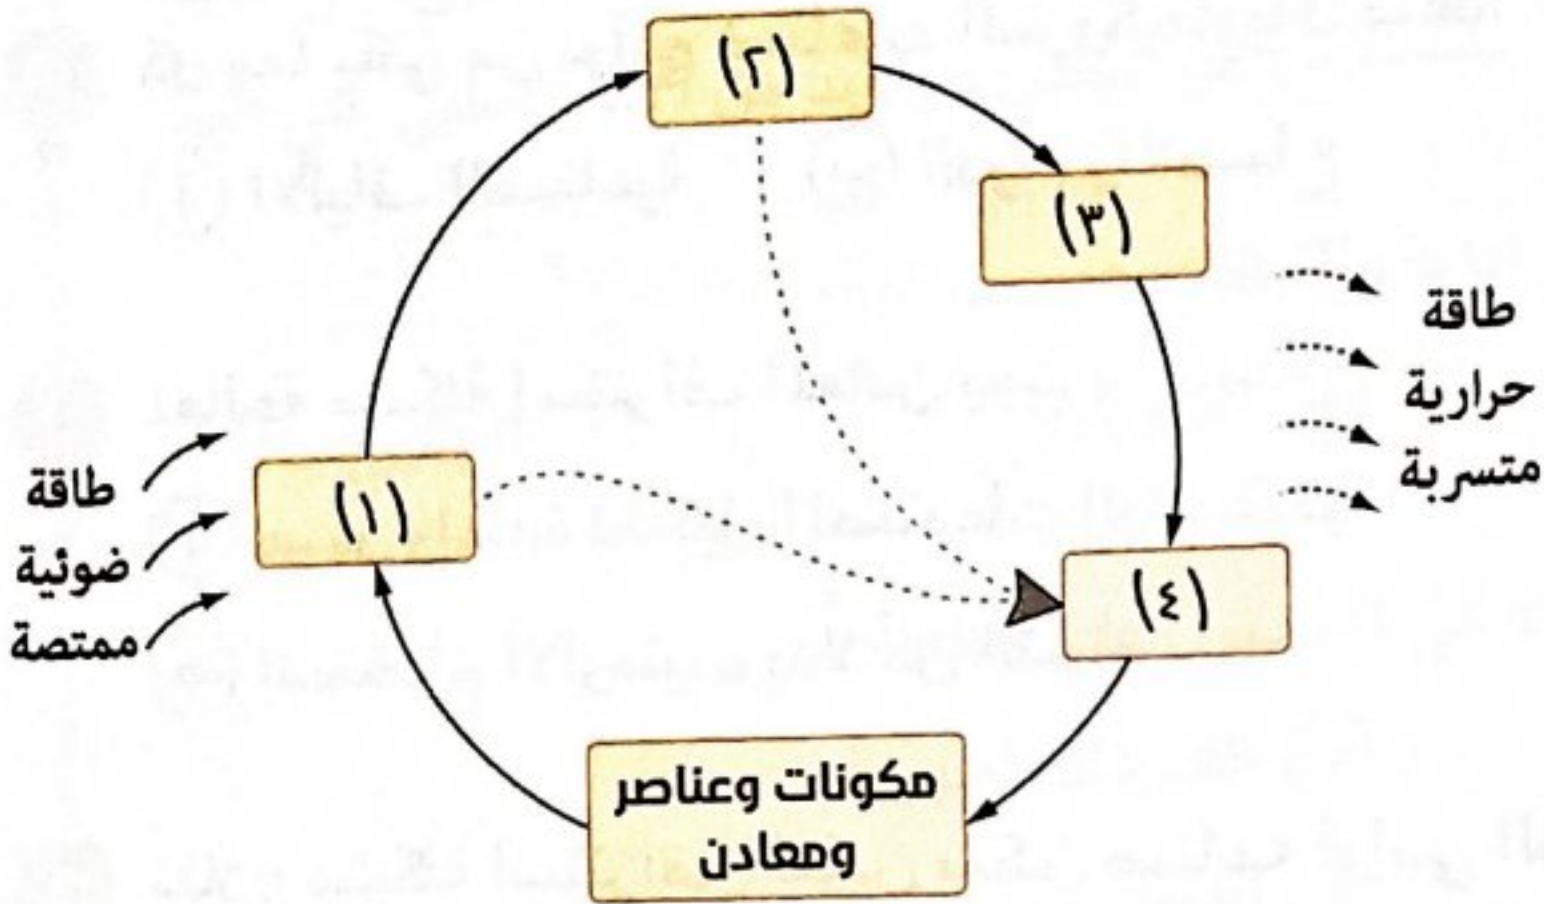 (٢)
(٣)
طاقة
حرارية
متسربة
(١)
طاقة
ضوئية
ممتصة
(٤)
مكونات وعناصر
ومعادن